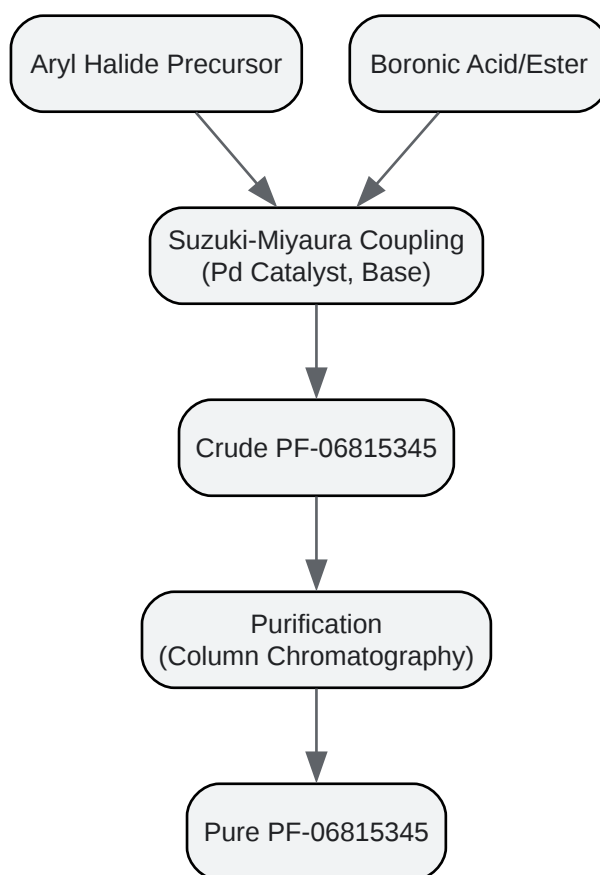 Aryl Halide Precursor
Boronic Acid/Ester
Suzuki-Miyaura Coupling
(Pd Catalyst, Base)
Crude PF-06815345
Purification
(Column Chromatography)
Pure PF-06815345